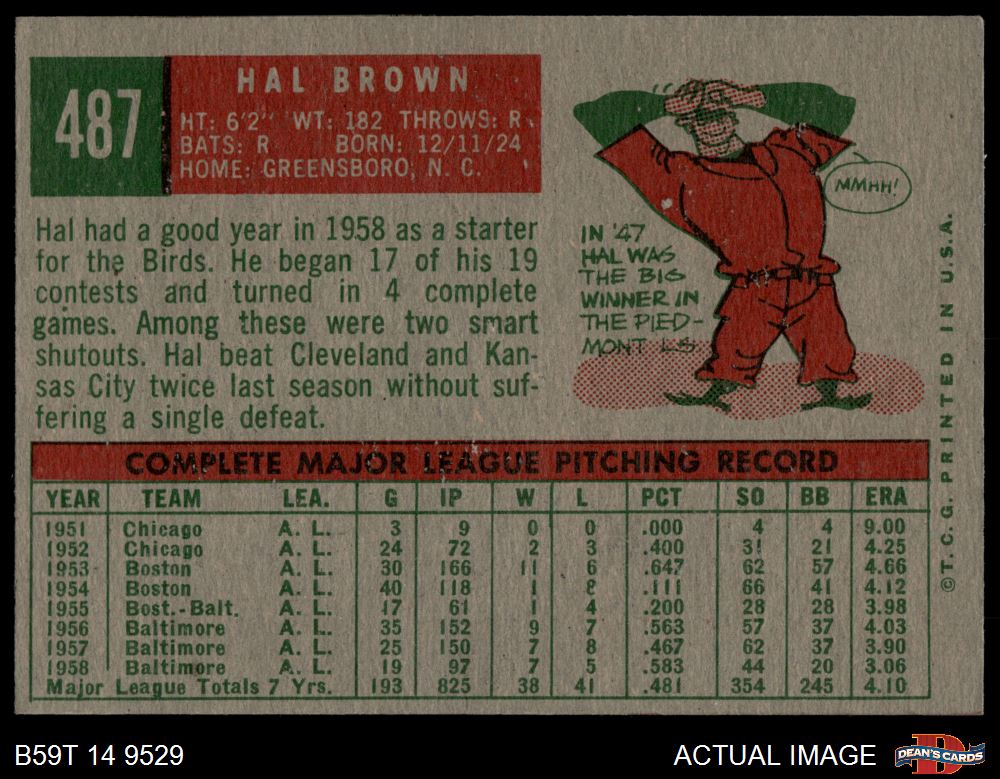 487
HAL BROWN
HT: 6'2" WT: 182 THROWS: R
BATS: R BORN: 12/11/24
HOME: GREENSBORO, N. C.
Hal had a good year in 1958 as a starter
for the Birds. He began 17 of his 19
contests and turned in 4 complete
games. Among these were two smart
shutouts. Hal beat Cleveland and Kan-
sas City twice last season without suf-
fering a single defeat.
IN '47
HAL WAS
THE BIG
WINNER IN
THE PIED-
MONT LG
MMHH!
©T. C. G. PRINTED IN U.S.A.
COMPLETE MAJOR LEAGUE PITCHING RECORD
YEAR TEAM LEA. G IP W L PCT SO BB ERA
1951 Chicago A. L. 3 9 0 0 .000 4 4 9.00
1952 Chicago A. L. 24 72 2 3 .400 31 21 4.25
1953 Boston A. L. 30 166 11 6 .647 62 57 4.66
1954 Boston A. L. 40 118 1 8 .111 66 41 4.12
1955 Bost.-Balt. A. L. 17 61 1 4 .200 28 28 3.98
1956 Baltimore A. L. 35 152 9 7 .563 57 37 4.03
1957 Baltimore A. L. 25 150 7 8 .467 62 37 3.90
1958 Baltimore A. L. 19 97 7 5 .583 44 20 3.06
Major League Totals 7 Yrs. 193 825 38 41 .481 354 245 4.10
B59T 14 9529
ACTUAL IMAGE
DEAN'S CARDS